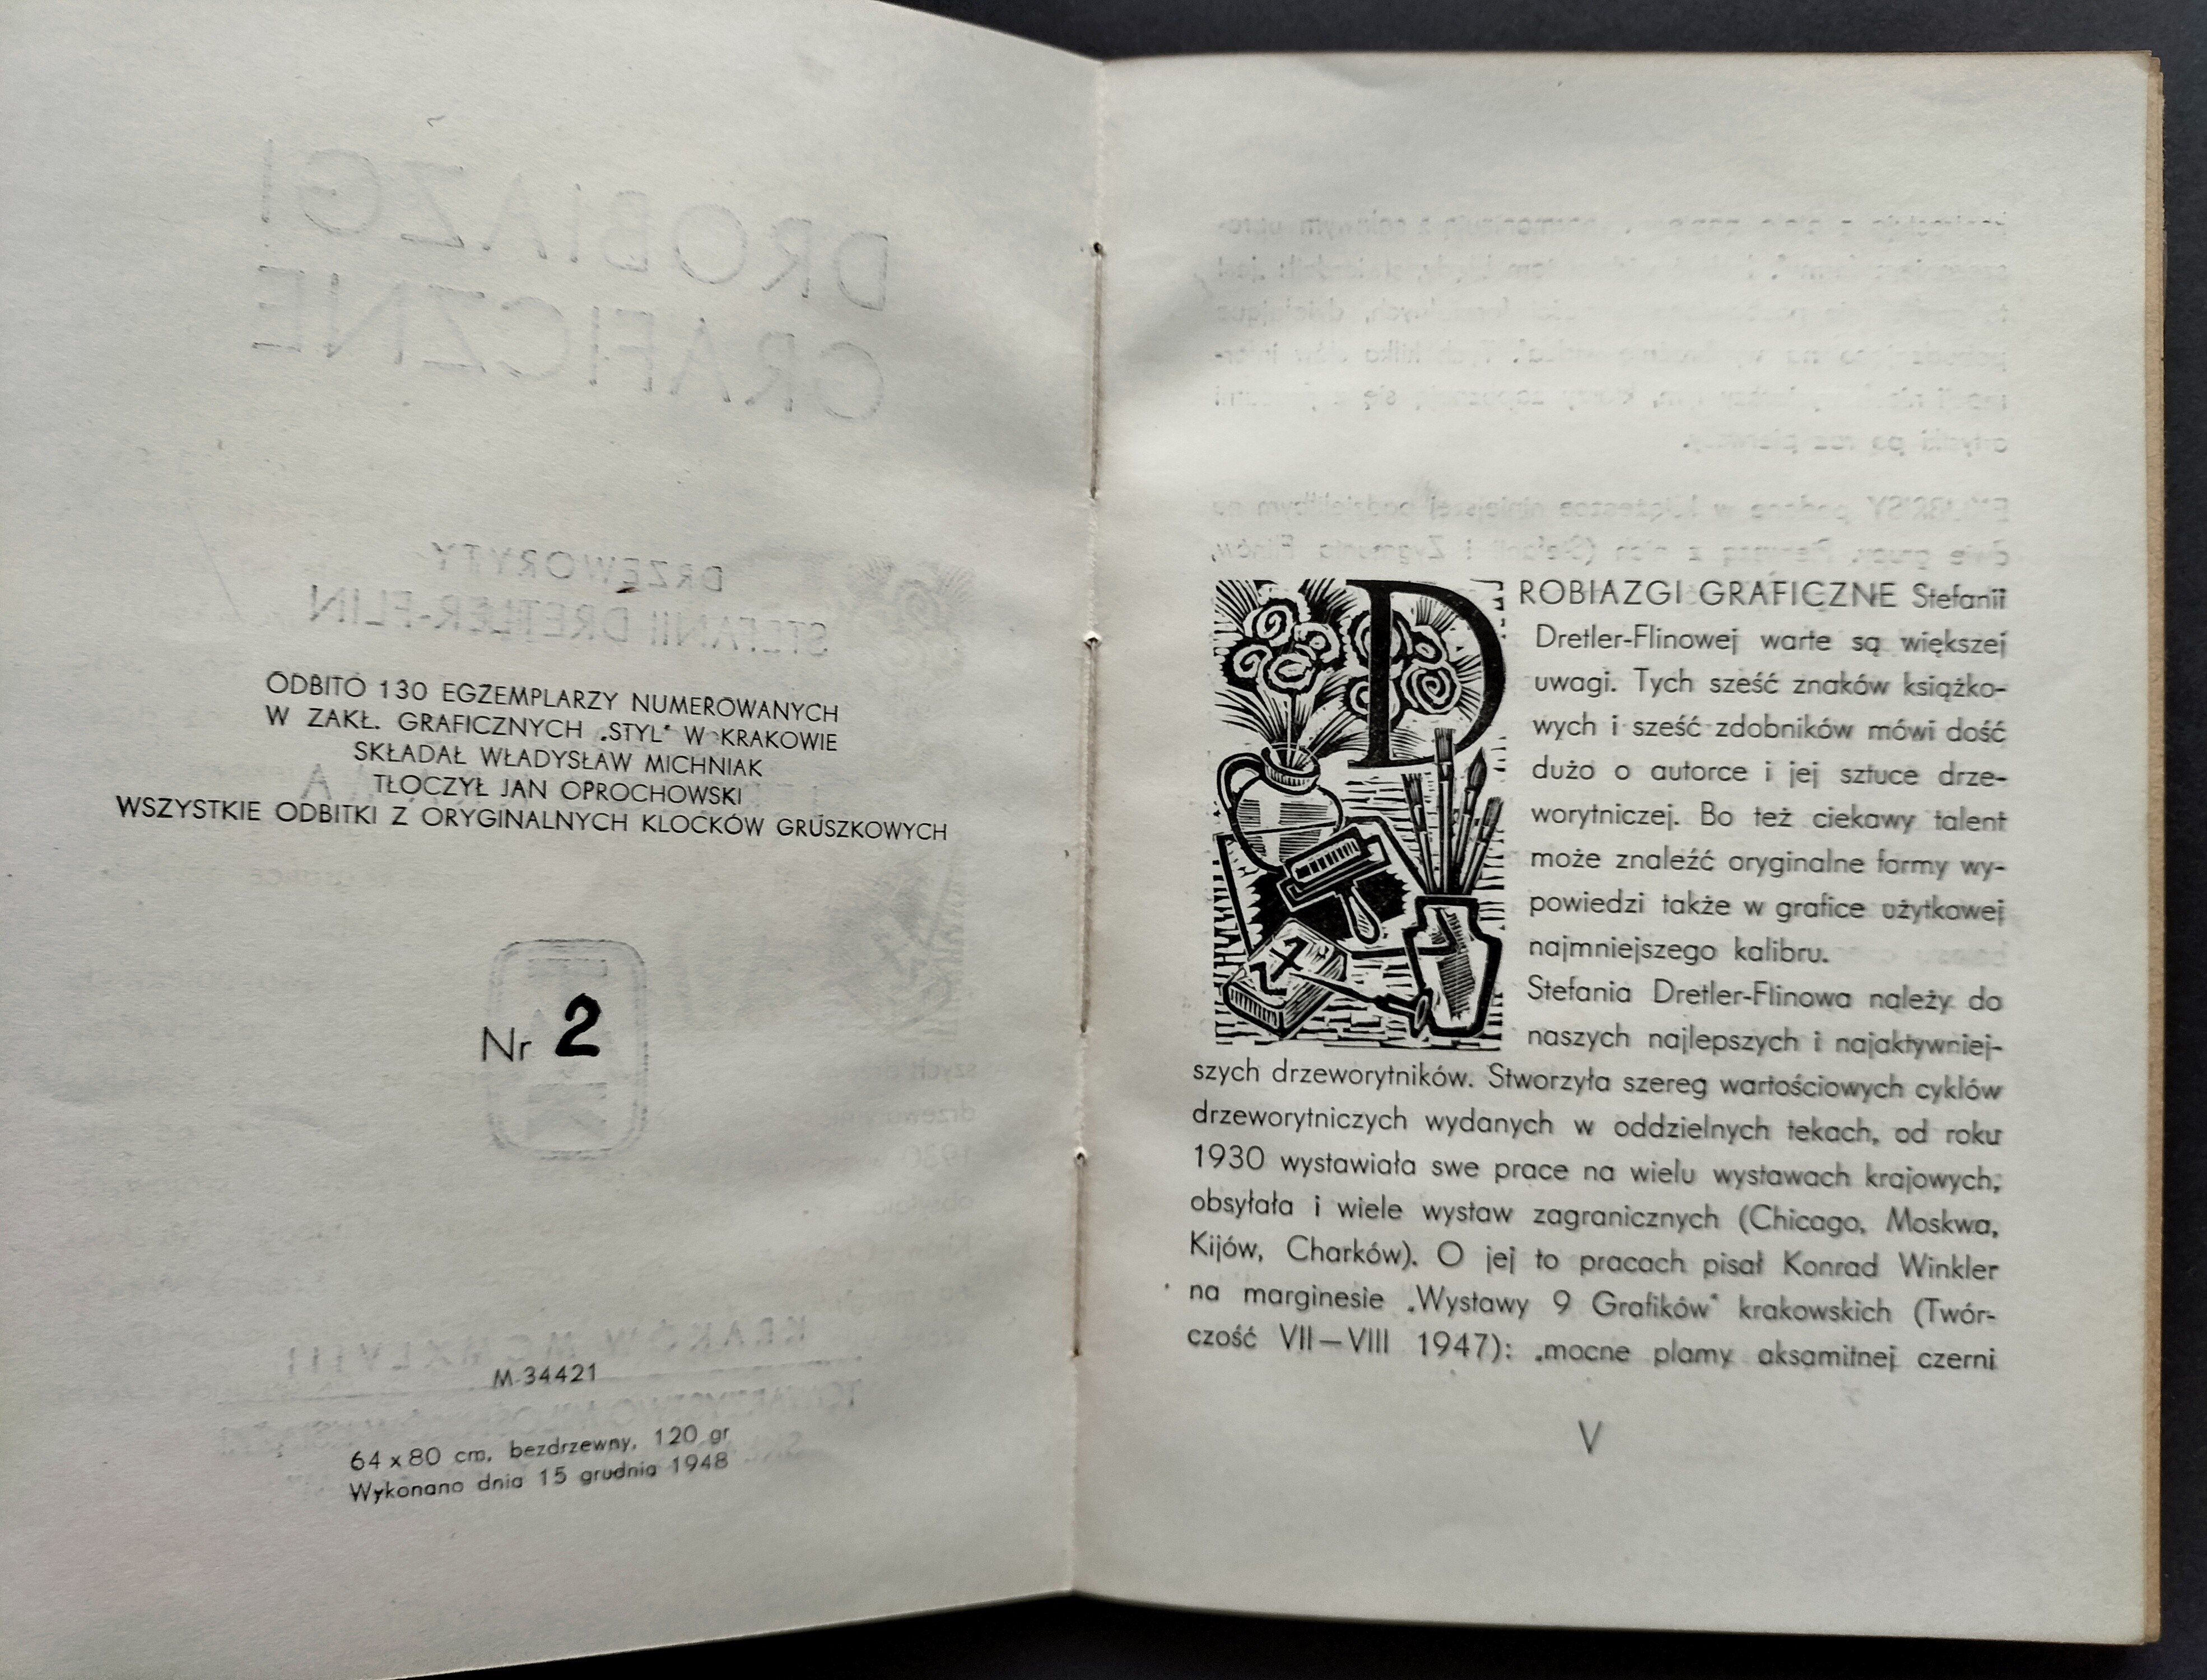 ODBITO 130 EGZEMPLARZY NUMEROWANYCH
W ZAKŁ. GRAFICZNYCH „STYL" W KRAKOWIE
SKŁADAŁ WŁADYSŁAW MICHNIAK
TŁOCZYŁ JAN OPROCHOWSKI
WSZYSTKIE ODBITKI Z ORYGINALNYCH KLOCKÓW GRUSZKOWYCH
Nr 2
M-34421
64 x 80 cm, bezdrzewny, 120 gr
Wykonano dnia 15 grudnia 1948
DROBIAZGI GRAFICZNE Stefanii
Dretler-Flinowej warte są większej
uwagi. Tych sześć znaków książko-
wych i sześć zdobników mówi dość
dużo o autorce i jej sztuce drze-
worytniczej. Bo też ciekawy talent
może znaleźć oryginalne formy wy-
powiedzi także w grafice użytkowej
najmniejszego kalibru.
Stefania Dretler-Flinowa należy do
naszych najlepszych i najaktywniej-
szych drzeworytników. Stworzyła szereg wartościowych cyklów
drzeworytniczych wydanych w oddzielnych tekach, od roku
1930 wystawiała swe prace na wielu wystawach krajowych,
obsyłała i wiele wystaw zagranicznych (Chicago, Moskwa,
Kijów, Charków). O jej to pracach pisał Konrad Winkler
na marginesie „Wystawy 9 Grafików" krakowskich (Twór-
czość VII—VIII 1947): „mocne plamy aksamitnej czerni
V